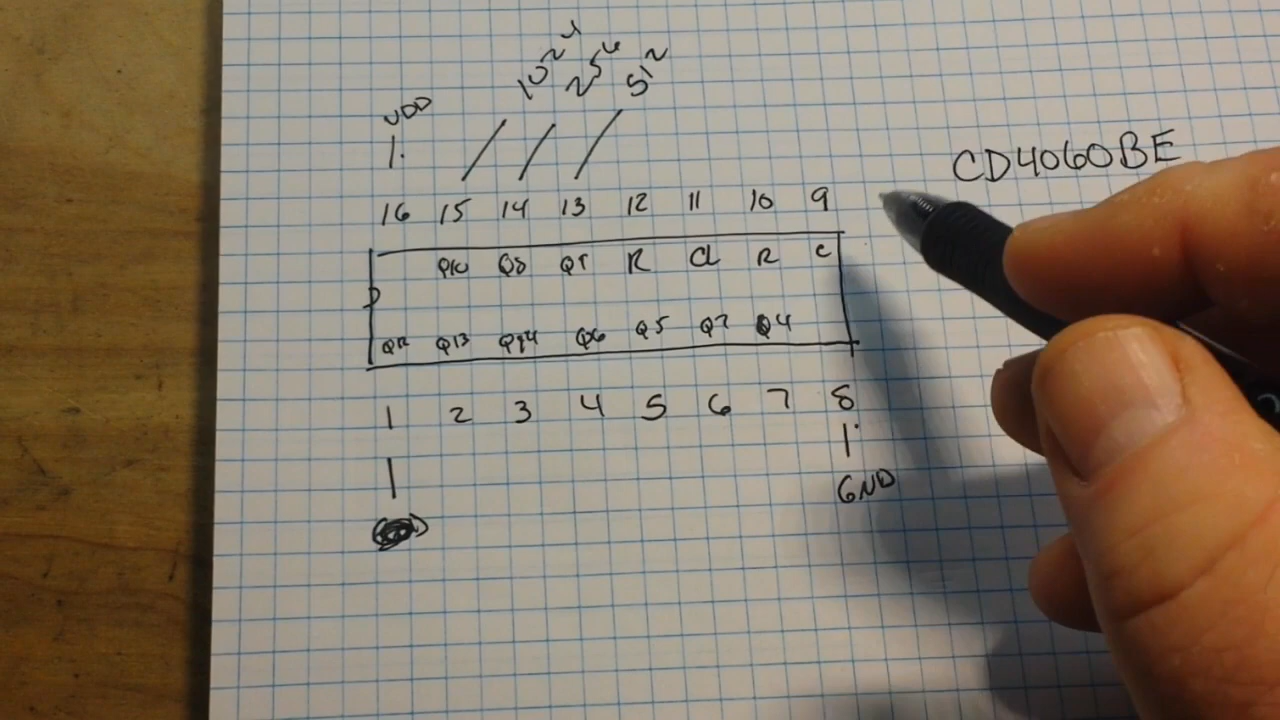 1024
256
512
VDD
CD4060BE
16 15 14 13 12 11 10 9
Q10 Q8 Q9 R Cl R C
Q12 Q13 Q14 Q6 Q5 Q7 Q4
1 2 3 4 5 6 7 8
GND